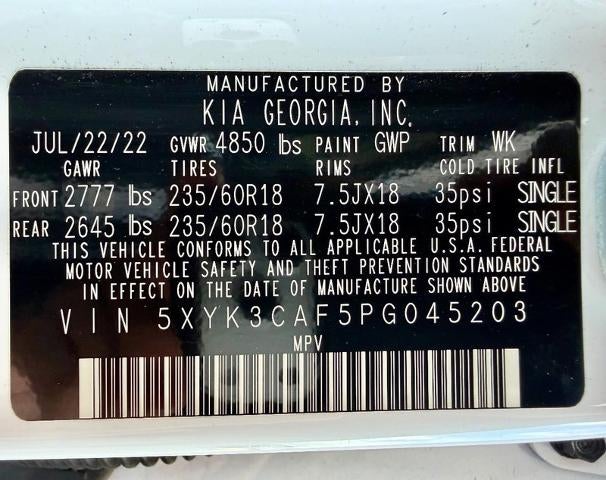 MANUFACTURED BY
KIA GEORGIA, INC.
JUL/22/22 GVWR 4850 lbs PAINT GWP TRIM WK
GAWR TIRES RIMS COLD TIRE INFL
FRONT 2777 lbs 235/60R18 7.5JX18 35psi SINGLE
REAR 2645 lbs 235/60R18 7.5JX18 35psi SINGLE
THIS VEHICLE CONFORMS TO ALL APPLICABLE U.S.A. FEDERAL
MOTOR VEHICLE SAFETY AND THEFT PREVENTION STANDARDS
IN EFFECT ON THE DATE OF MANUFACTURE SHOWN ABOVE
VIN 5XYK3CAF5PG045203
MPV